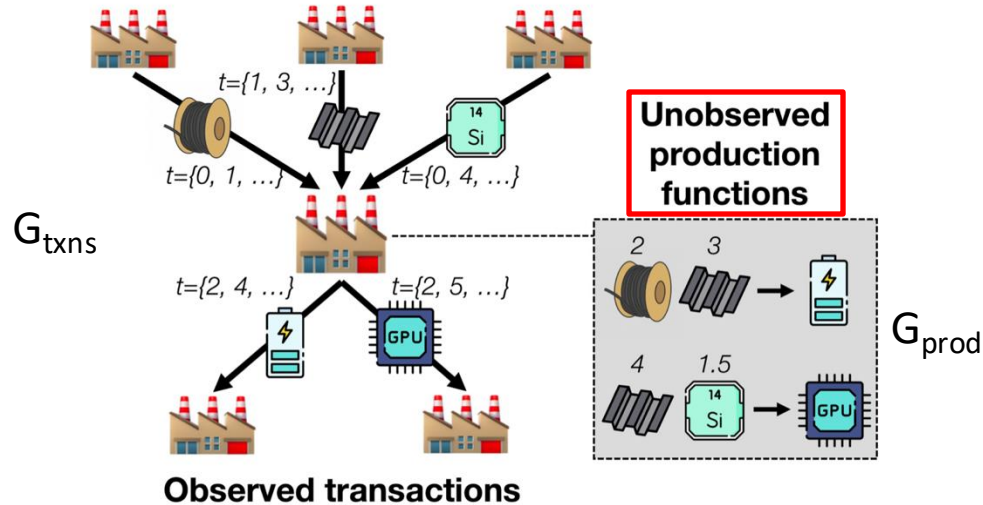 t={1, 3, ...}
14
Si
t={0, 1, ...}
t={0, 4, ...}
Unobserved
production
functions
G_txns
2 3
t={2, 4, ...}
t={2, 5, ...}
GPU
G_prod
4 1.5
14
Si
GPU
Observed transactions